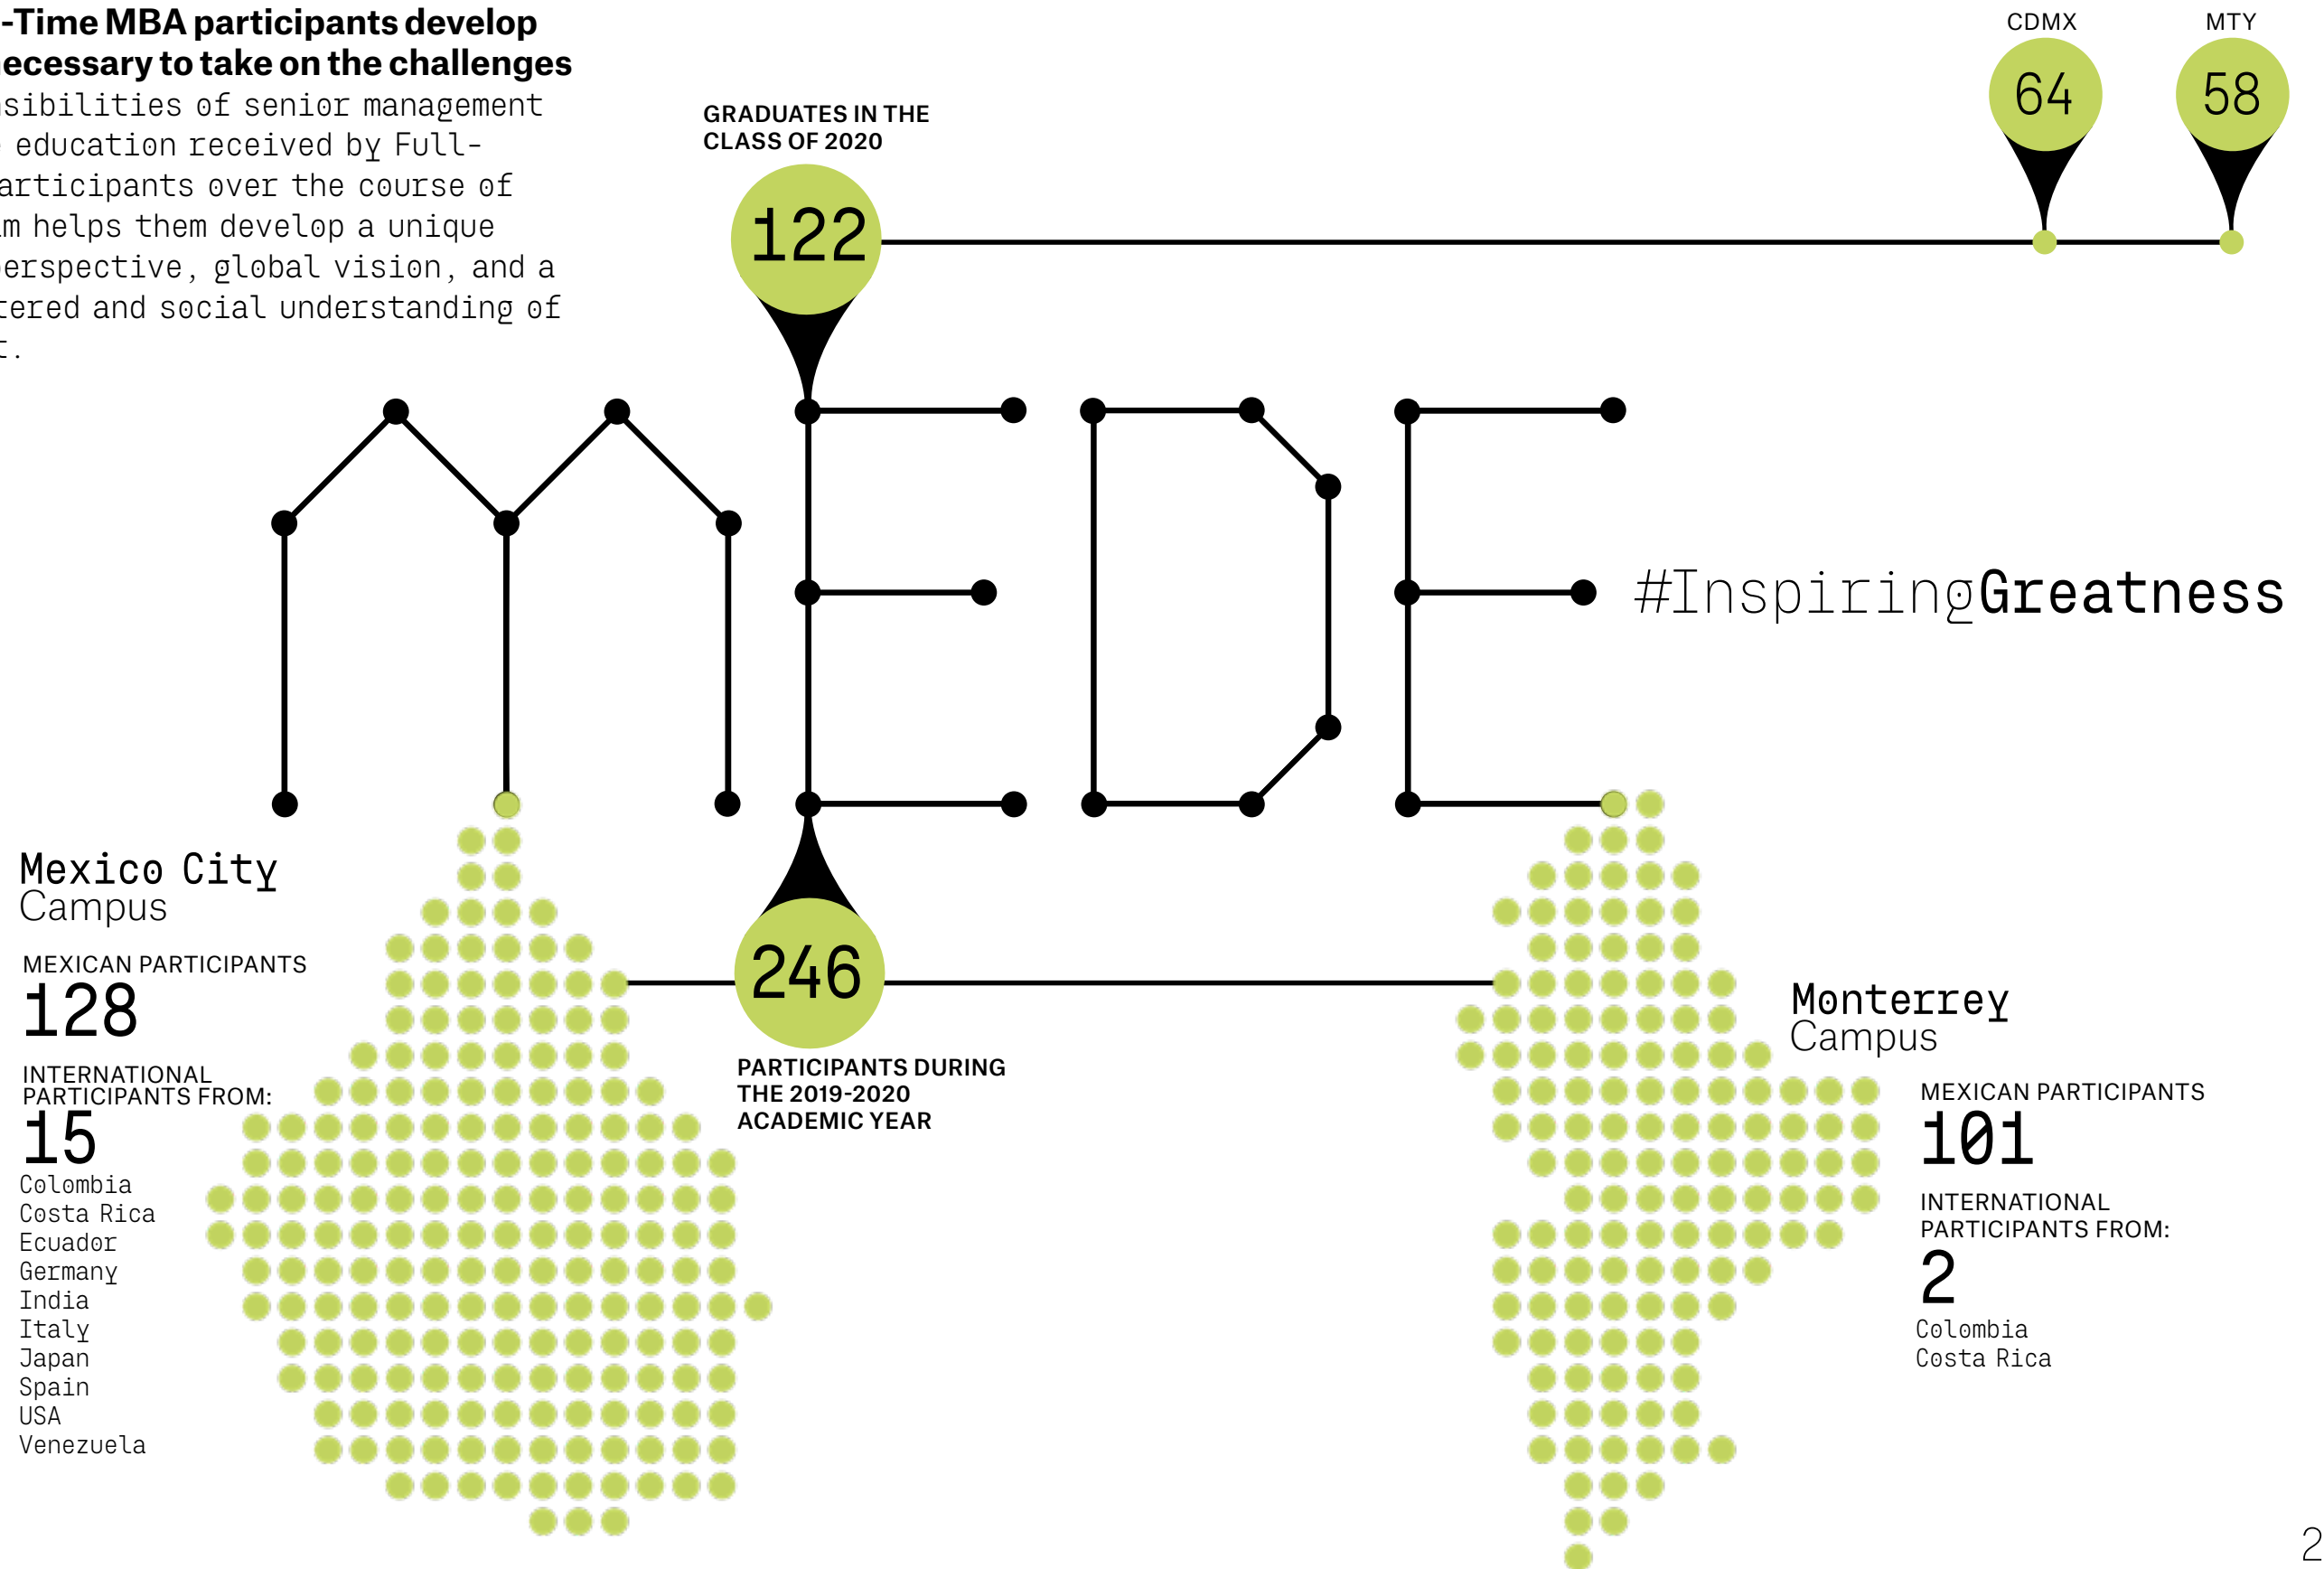 -Time MBA participants develop
necessary to take on the challenges
sibilities of senior management
education received by Full-
articipants over the course of
m helps them develop a unique
perspective, global vision, and a
tered and social understanding of
t.
CDMX
MTY
64
58
GRADUATES IN THE
CLASS OF 2020
122
MEDE
#InspiringGreatness
Mexico City
Campus
MEXICAN PARTICIPANTS
128
INTERNATIONAL
PARTICIPANTS FROM:
15
Colombia
Costa Rica
Ecuador
Germany
India
Italy
Japan
Spain
USA
Venezuela
246
PARTICIPANTS DURING
THE 2019-2020
ACADEMIC YEAR
Monterrey
Campus
MEXICAN PARTICIPANTS
101
INTERNATIONAL
PARTICIPANTS FROM:
2
Colombia
Costa Rica
2